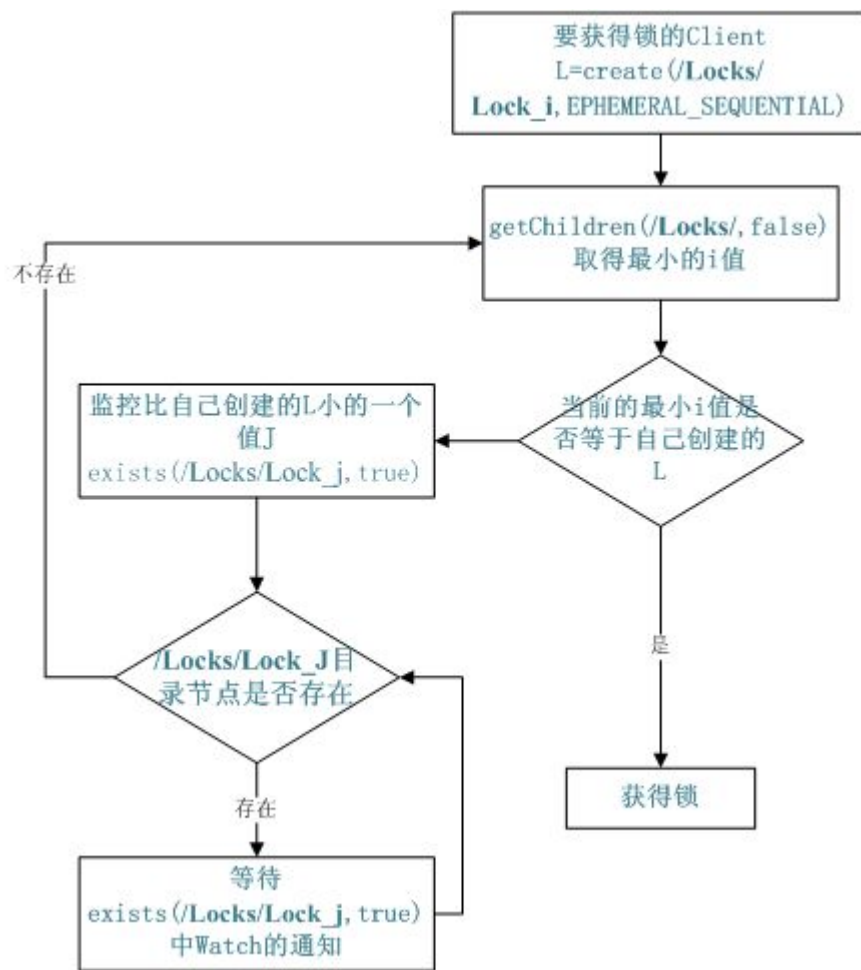 要获得锁的Client
L=create(/Locks/
Lock_i,EPHEMERAL_SEQUENTIAL)
getChildren(/Locks/,false)
取得最小的i值
不存在
当前的最小i值是
否等于自己创建的
L
监控比自己创建的L小的一个
值J
exists(/Locks/Lock_j,true)
/Locks/Lock_J目
录节点是否存在
是
获得锁
存在
等待
exists(/Locks/Lock_j,true)
中Watch的通知